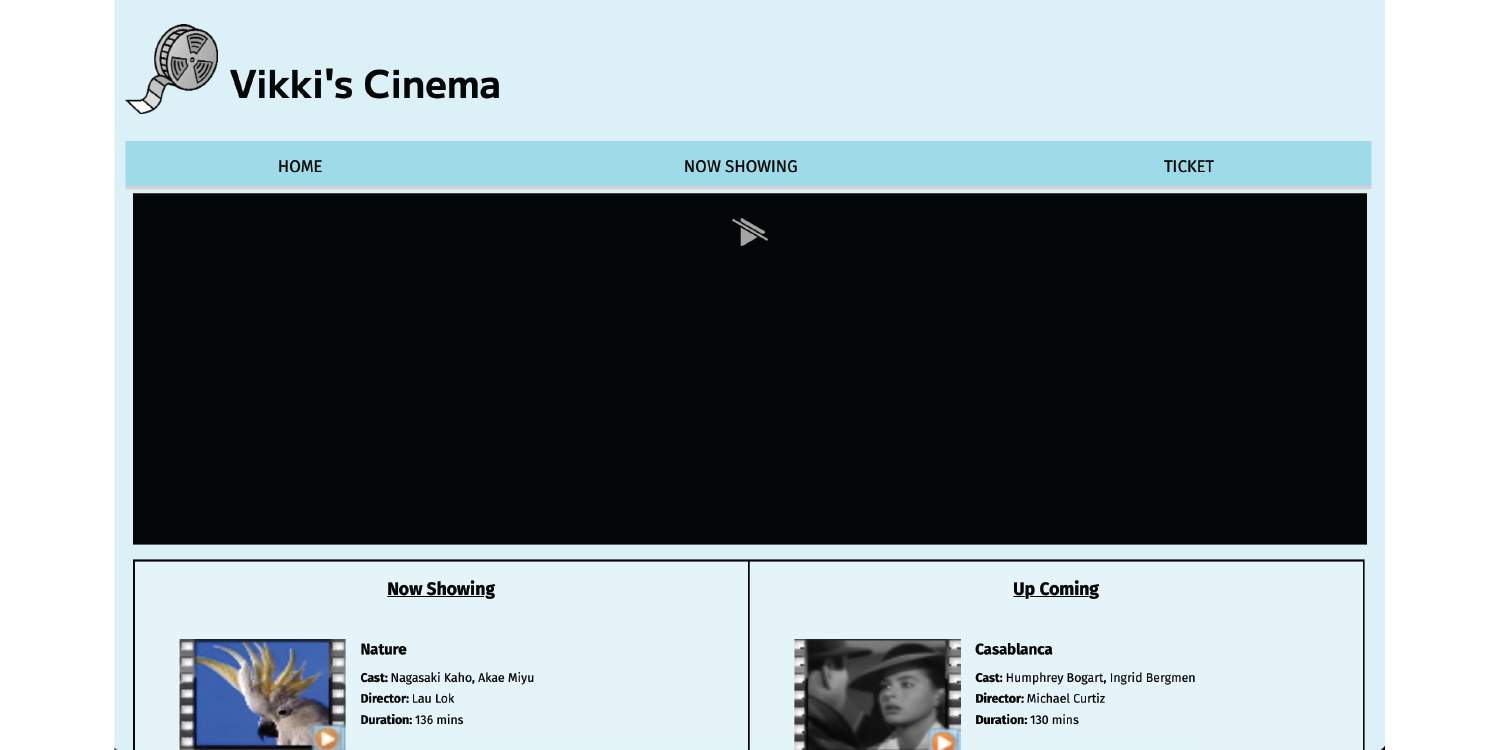 Vikki's Cinema
HOME NOW SHOWING TICKET
Now Showing
Nature
Cast: Nagasaki Kaho, Akae Miyu
Director: Lau Lok
Duration: 136 mins
Up Coming
Casablanca
Cast: Humphrey Bogart, Ingrid Bergmen
Director: Michael Curtiz
Duration: 130 mins